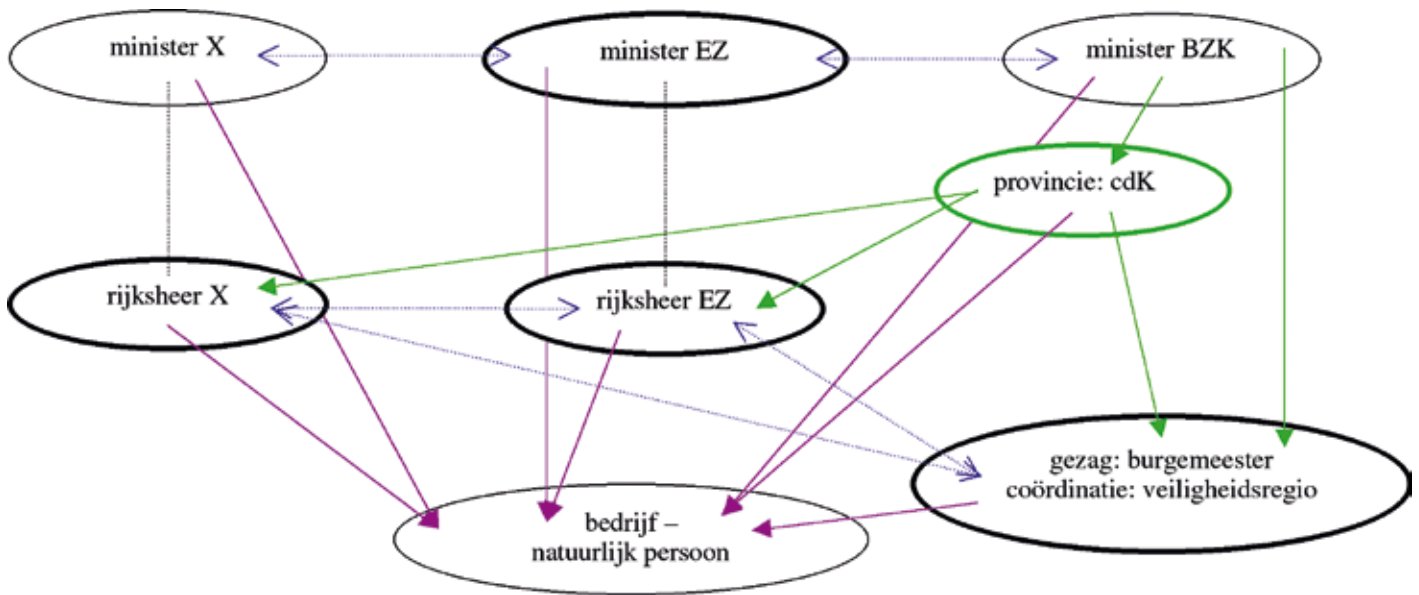 minister X
minister EZ
minister BZK
provincie: cdK
rijksheer X
rijksheer EZ
gezag: burgemeester
coördinatie: veiligheidsregio
bedrijf –
natuurlijk persoon